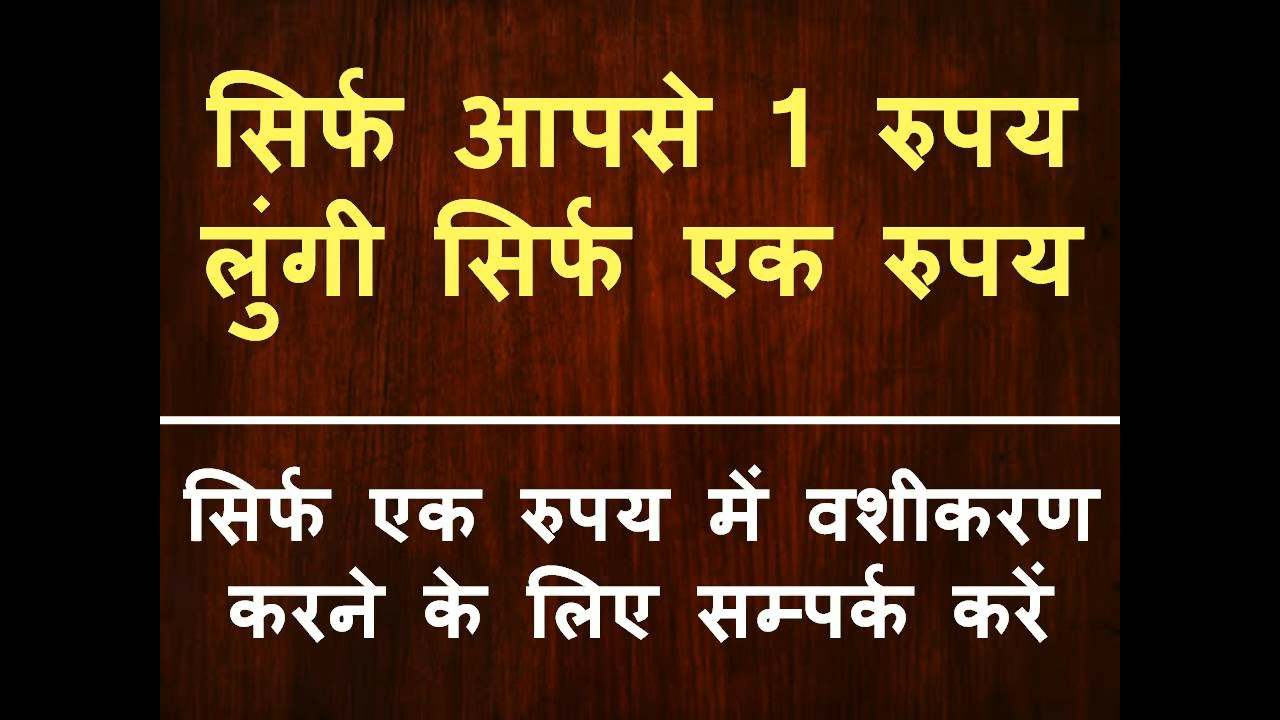 सिर्फ आपसे 1 रुपय
लुंगी सिर्फ एक रुपय
सिर्फ एक रुपय में वशीकरण
करने के लिए सम्पर्क करें